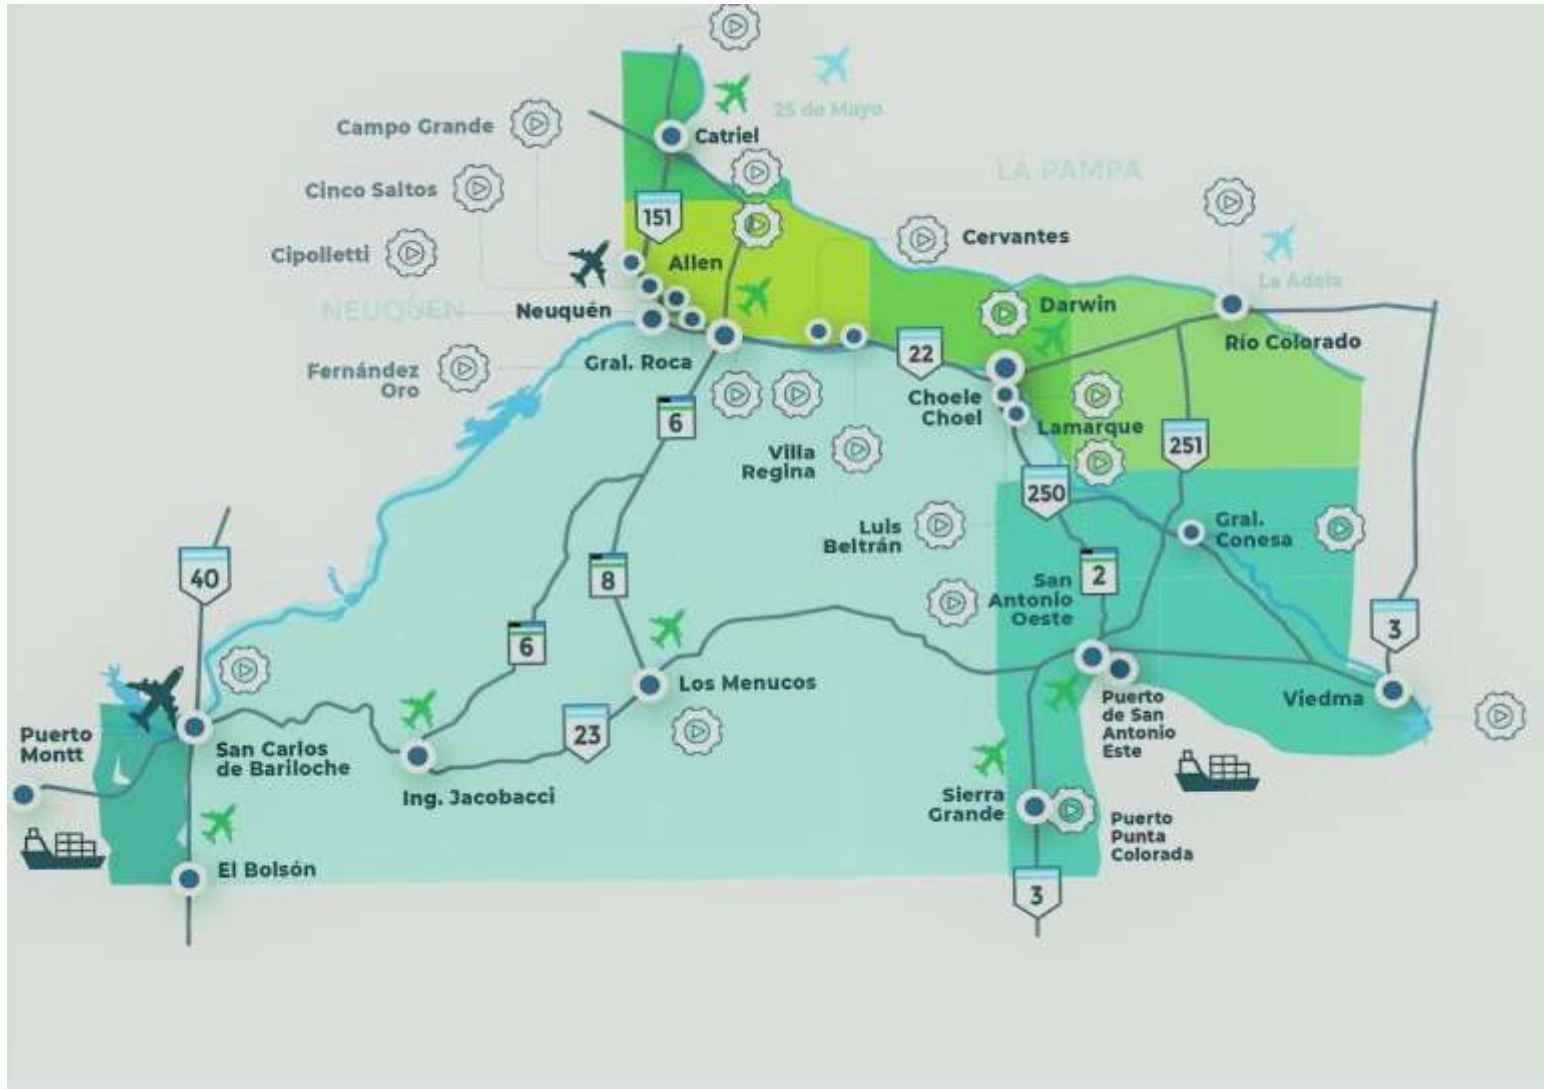 25 de Mayo
Campo Grande
Catriel
LA PAMPA
Cinco Saltos
151
Cervantes
Cipolletti
Allen
La Adela
NEUQUEN
Neuquén
Darwin
Río Colorado
22
Gral. Roca
Fernández
Oro
Choele
Choel
6
Lamarque
251
Villa
Regina
250
Luis
Beltrán
Gral.
Conesa
40
8
2
San
Antonio
Oeste
3
6
Los Menucos
Viedma
Puerto
de San
Antonio
Este
23
Puerto
Montt
San Carlos
de Bariloche
Ing. Jacobacci
Sierra
Grande
Puerto
Punta
Colorada
El Bolsón
3